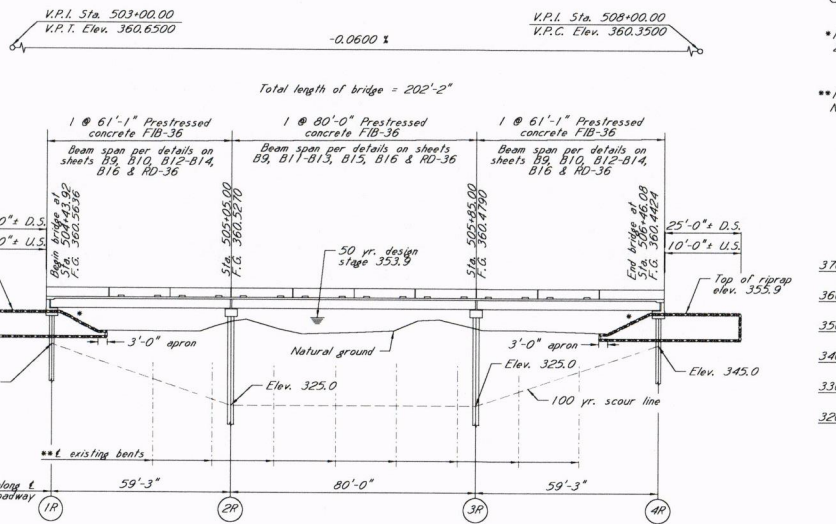 V.P.I. Sta. 503+00.00
V.P.T. Elev. 360.6500
V.P.I. Sta. 508+00.00
V.P.C. Elev. 360.3500
-0.0600 %
Total length of bridge = 202'-2"
1 @ 61'-1" Prestressed
concrete FIB-36
1 @ 80'-0" Prestressed
concrete FIB-36
1 @ 61'-1" Prestressed
concrete FIB-36
Beam span per details on
sheets B9, B10, B12-B14,
B16 & RD-36
Beam span per details on sheets
B9, B11-B13, B15, B16 & RD-36
Beam span per details on
sheets B9, B10, B12-B14,
B16 & RD-36
Begin bridge at
Sta. 504+43.92
F.G. 360.5636
Sta. 505+05.00
F.G. 360.5270
Sta. 505+85.00
F.G. 360.4790
End bridge at
Sta. 506+46.08
F.G. 360.4424
0"± D.S.
0"± U.S.
25'-0"± D.S.
10'-0"± U.S.
50 yr. design
stage 353.9
Top of riprap
elev. 355.9
*
*
3'-0" apron
Natural ground
3'-0" apron
Elev. 325.0
Elev. 325.0
Elev. 345.0
100 yr. scour line
**℄ existing bents
along ℄
roadway
59'-3"
80'-0"
59'-3"
1R
2R
3R
4R
**
340
330
320